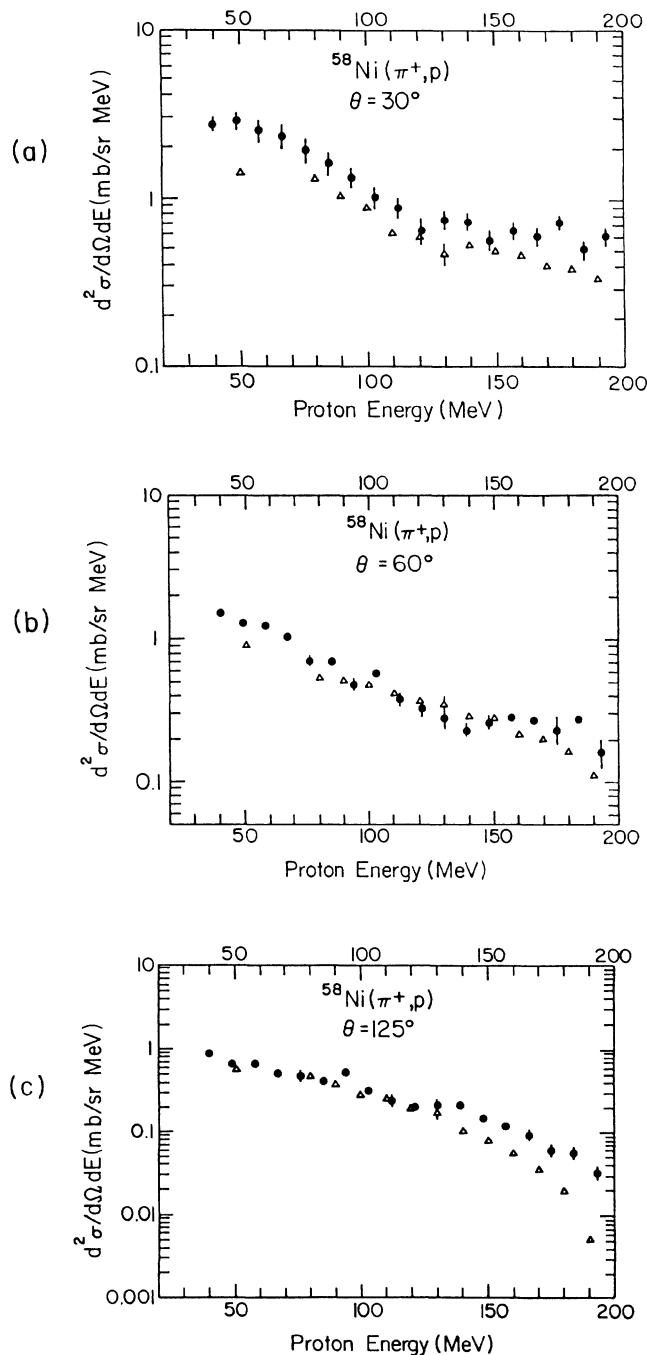 50 100 150 200
10
⁵⁸Ni(π⁺,p)
θ = 30°
(a)
1
d²σ/dΩdE(mb/sr MeV)
0.1
50 100 150 200
Proton Energy(MeV)
50 100 150 200
10
⁵⁸Ni(π⁺,p)
θ = 60°
(b)
1
d²σ/dΩdE(mb/sr MeV)
0.1
50 100 150 200
Proton Energy(MeV)
50 100 150 200
10
⁵⁸Ni(π⁺,p)
θ = 125°
1
(c)
d²σ/dΩdE(mb/sr MeV)
0.1
0.01
0.001
50 100 150 200
Proton Energy(MeV)